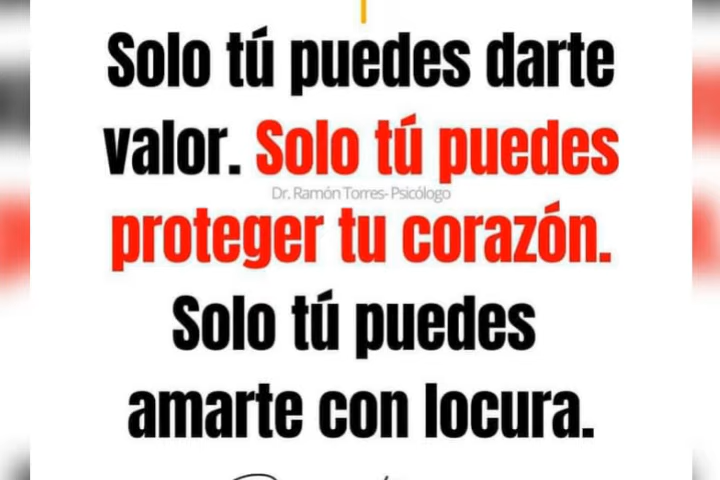 Solo tú puedes darte
valor. Solo tú puedes
Dr. Ramón Torres- Psicólogo
proteger tu corazón.
Solo tú puedes
amarte con locura.